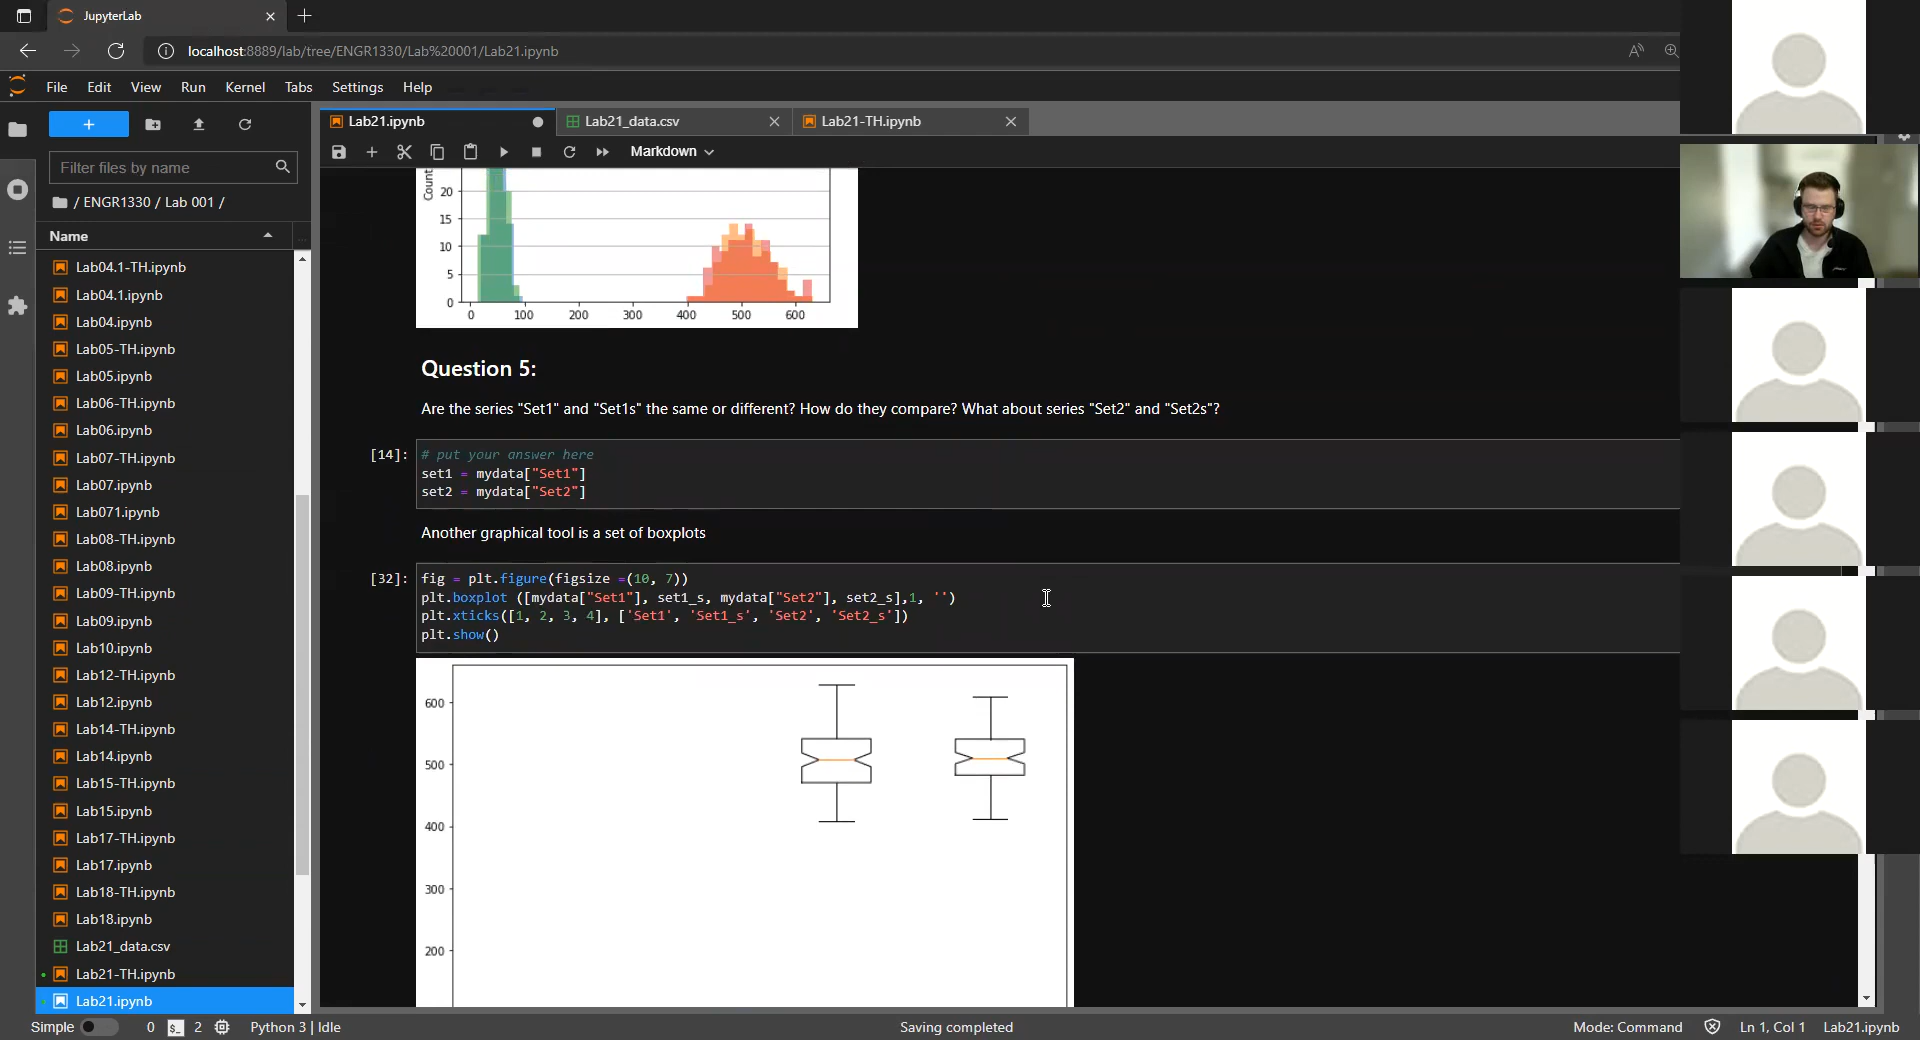 JupyterLab
localhost:8889/lab/tree/ENGR1330/Lab%20001/Lab21.ipynb
File Edit View Run Kernel Tabs Settings Help
Filter files by name
/ ENGR1330 / Lab 001 /
Name
Lab04.1-TH.ipynb
Lab04.1.ipynb
Lab04.ipynb
Lab05-TH.ipynb
Lab05.ipynb
Lab06-TH.ipynb
Lab06.ipynb
Lab07-TH.ipynb
Lab07.ipynb
Lab071.ipynb
Lab08-TH.ipynb
Lab08.ipynb
Lab09-TH.ipynb
Lab09.ipynb
Lab10.ipynb
Lab12-TH.ipynb
Lab12.ipynb
Lab14-TH.ipynb
Lab14.ipynb
Lab15-TH.ipynb
Lab15.ipynb
Lab17-TH.ipynb
Lab17.ipynb
Lab18-TH.ipynb
Lab18.ipynb
Lab21_data.csv
Lab21-TH.ipynb
Lab21.ipynb
Lab21.ipynb Lab21_data.csv Lab21-TH.ipynb
Markdown
Count
20
15
10
5
0
0 100 200 300 400 500 600
Question 5:
Are the series "Set1" and "Set1s" the same or different? How do they compare? What about series "Set2" and "Set2s"?
[14]: # put your answer here
set1 = mydata["Set1"]
set2 = mydata["Set2"]
Another graphical tool is a set of boxplots
[32]: fig = plt.figure(figsize =(10, 7))
plt.boxplot ([mydata["Set1"], set1_s, mydata["Set2"], set2_s],1, '')
plt.xticks([1, 2, 3, 4], ['Set1', 'Set1_s', 'Set2', 'Set2_s'])
plt.show()
600
500
400
300
200
Simple 0 2 Python 3 | Idle Saving completed Mode: Command Ln 1, Col 1 Lab21.ipynb